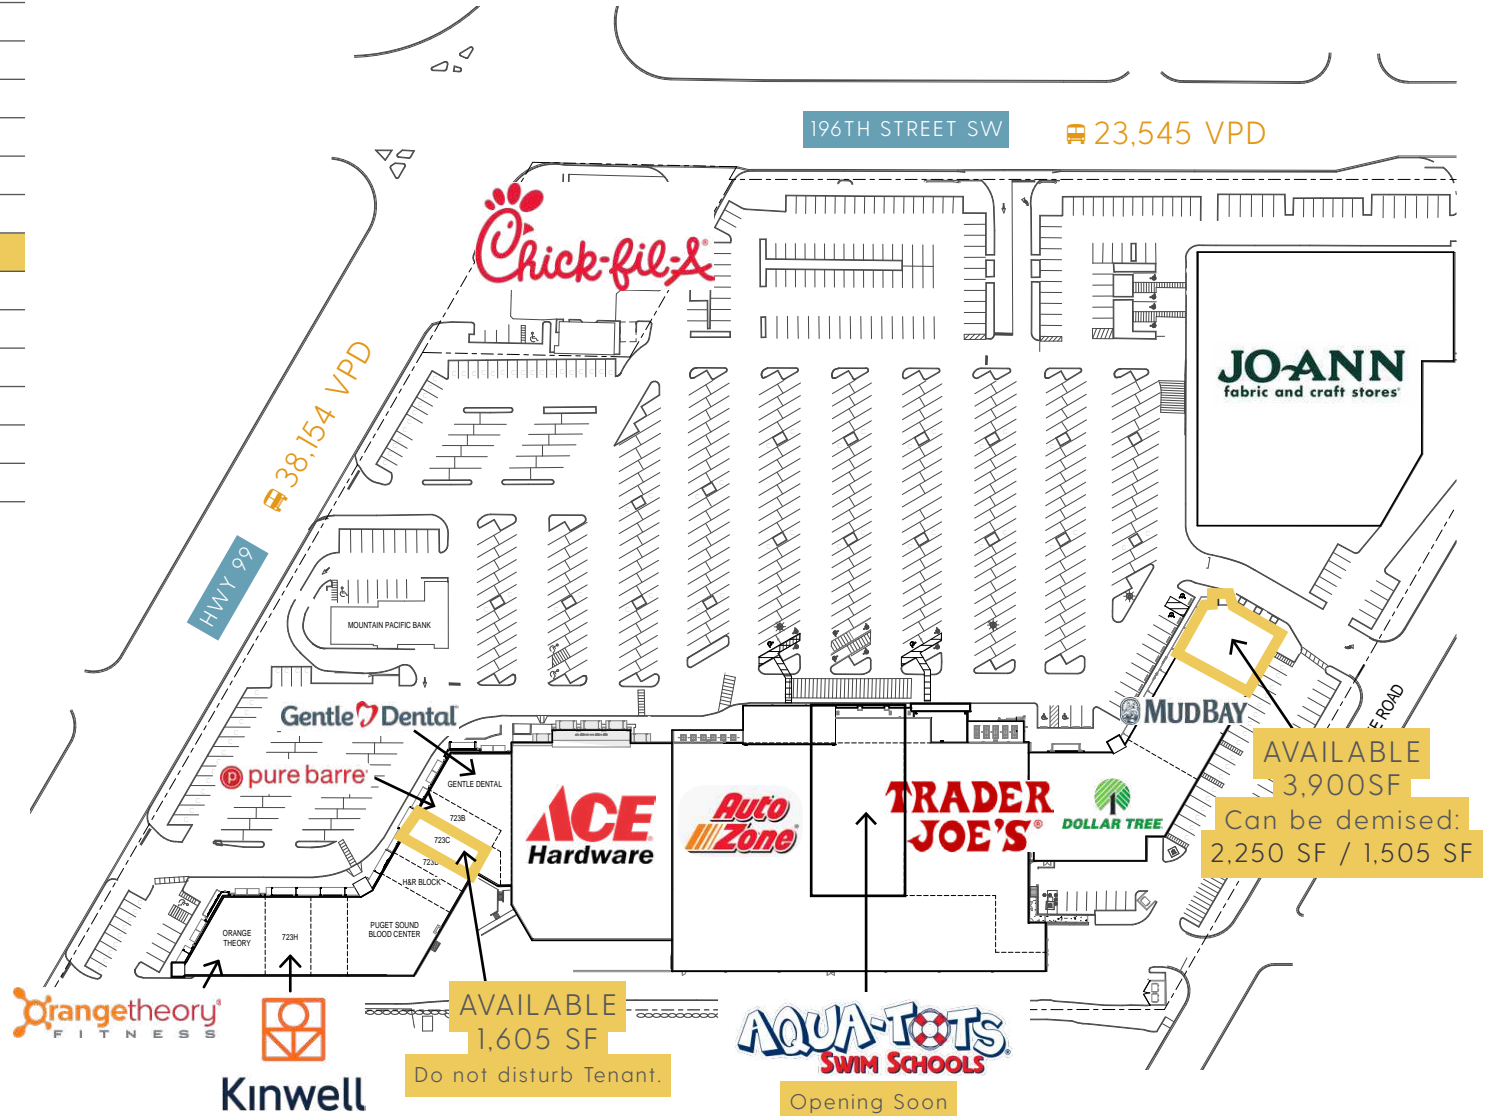 196TH STREET SW
23,545 VPD
Chick-fil-A®
38,154 VPD
HWY 99
JO-ANN
fabric and craft stores®
MOUNTAIN PACIFIC BANK
Gentle Dental
MUDBAY
ROAD
pure barre
GENTLE DENTAL
723B
723C
H&R BLOCK
PUGET SOUND
BLOOD CENTER
ORANGE
THEORY
723H
ACE
Hardware
Auto
Zone
TRADER
JOE'S®
DOLLAR TREE
AVAILABLE
3,900SF
Can be demised:
2,250 SF / 1,505 SF
Orangetheory®
FITNESS
Kinwell
AVAILABLE
1,605 SF
Do not disturb Tenant.
AQUA-TOTS
SWIM SCHOOLS®
Opening Soon